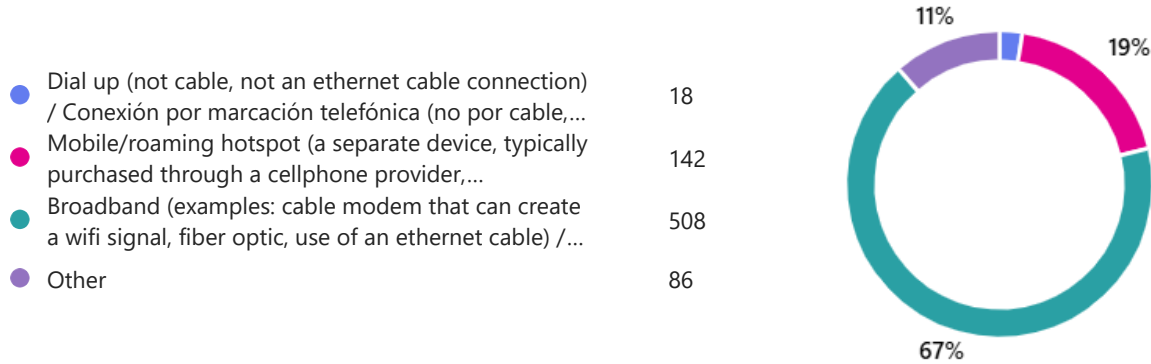 11%
19%
Dial up (not cable, not an ethernet cable connection)
/ Conexión por marcación telefónica (no por cable,...
18
Mobile/roaming hotspot (a separate device, typically
purchased through a cellphone provider,...
142
Broadband (examples: cable modem that can create
a wifi signal, fiber optic, use of an ethernet cable) /...
508
Other
86
67%